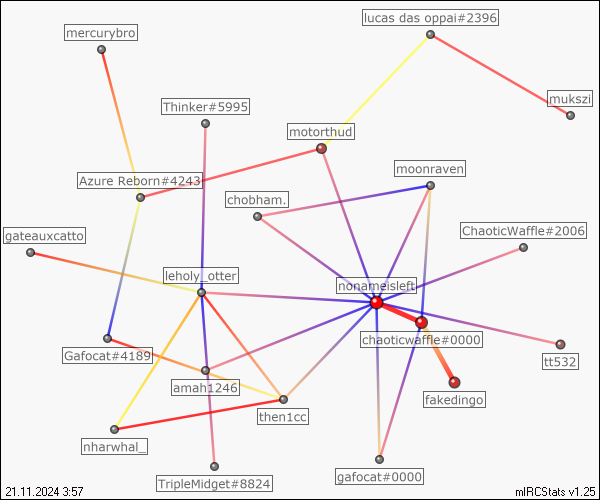 lucas das oppai#2396
mercurybro
mukszi
Thinker#5995
motorthud
moonraven
Azure Reborn#4243
chobham.
gateauxcatto
ChaoticWaffle#2006
leholy_otter
nonameisleft
chaoticwaffle#0000
Gafocat#4189
tt532
amah1246
fakedingo
then1cc
nharwhal_
gafocat#0000
TripleMidget#8824
21.11.2024 3:57
mIRCStats v1.25